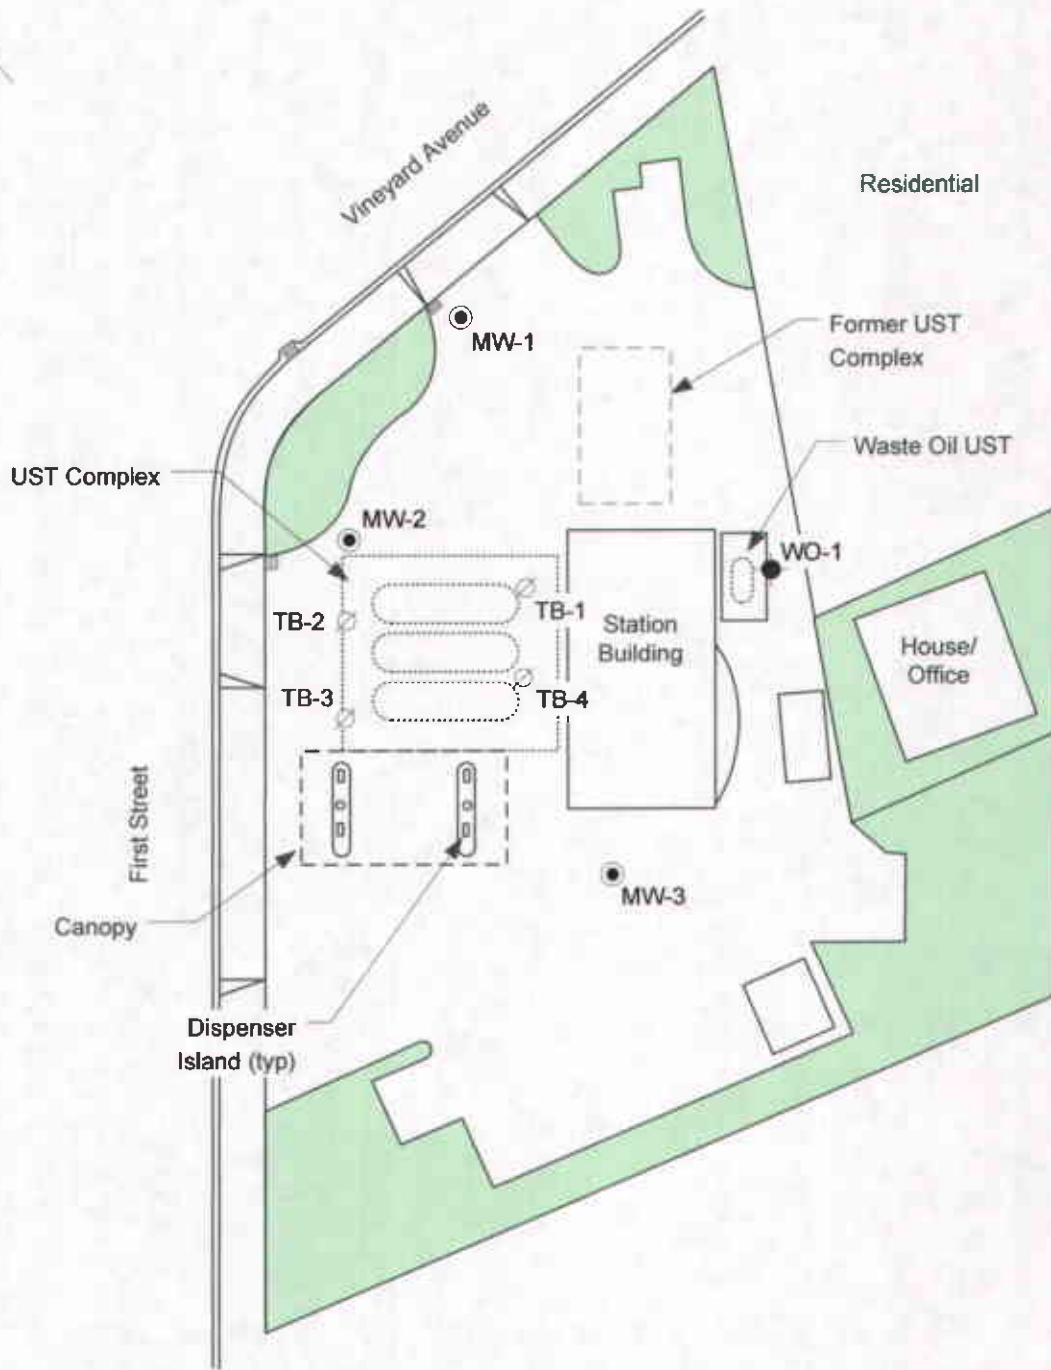 Vineyard Avenue
Residential
MW-1
Former UST
Complex
Waste Oil UST
UST Complex
MW-2
WO-1
TB-1
TB-2
Station
Building
House/
Office
TB-3
TB-4
First Street
MW-3
Canopy
Dispenser
Island (typ)